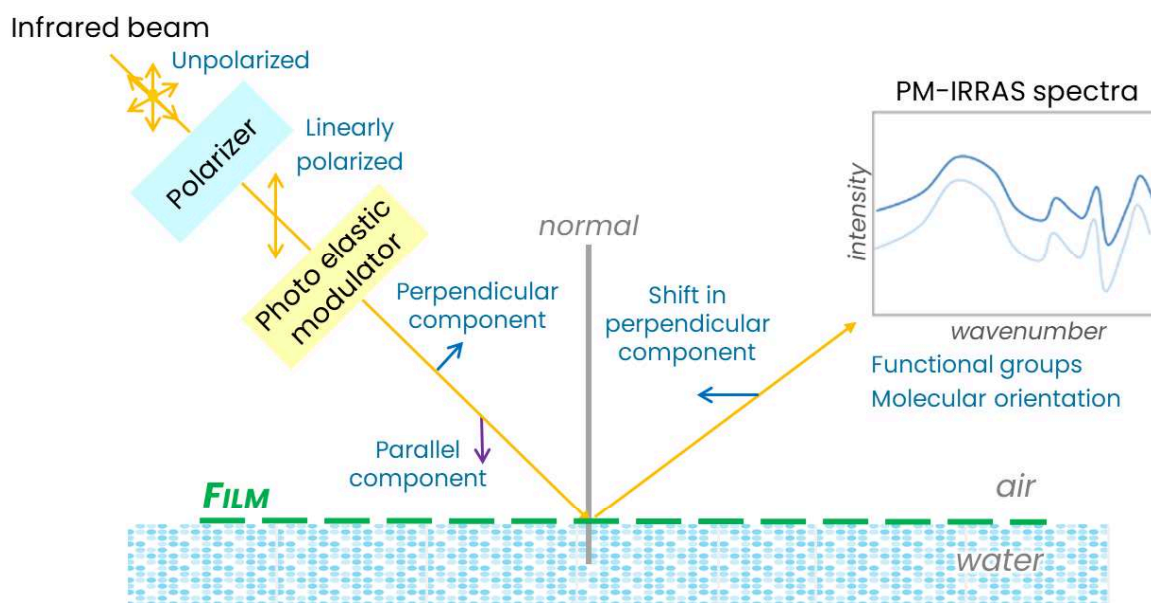 Infrared beam
Unpolarized
Polarizer
Linearly
polarized
Photo elastic
modulator
Perpendicular
component
Parallel
component
normal
Shift in
perpendicular
component
PM-IRRAS spectra
intensity
wavenumber
Functional groups
Molecular orientation
FILM
air
water